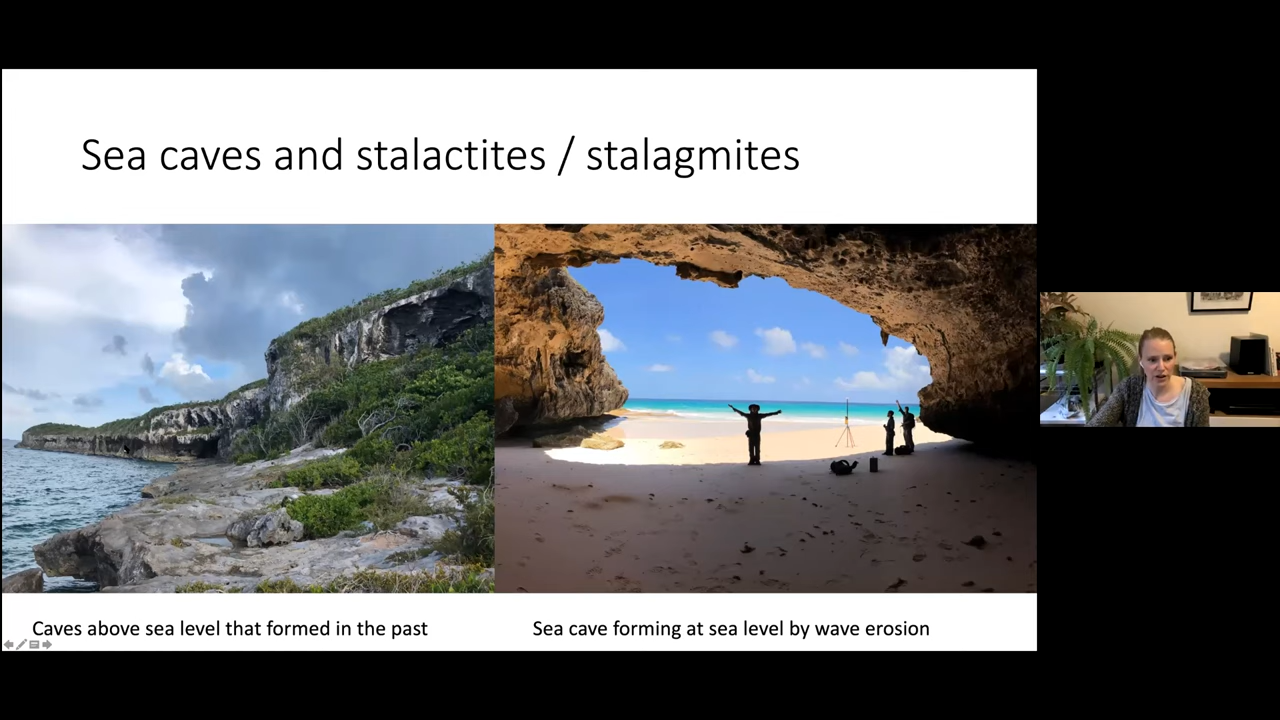 Sea caves and stalactites / stalagmites
Caves above sea level that formed in the past
Sea cave forming at sea level by wave erosion